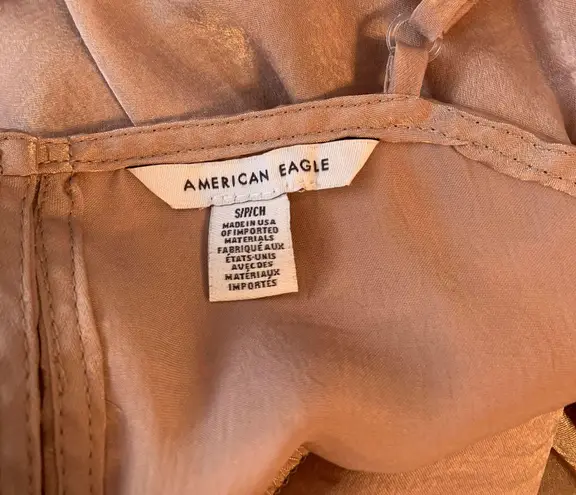 AMERICAN EAGLE
S/P/CH
MADE IN USA
OF IMPORTED
MATERIALS
FABRIQUÉ AUX
ÉTATS-UNIS
AVEC DES
MATÉRIAUX
IMPORTÉS